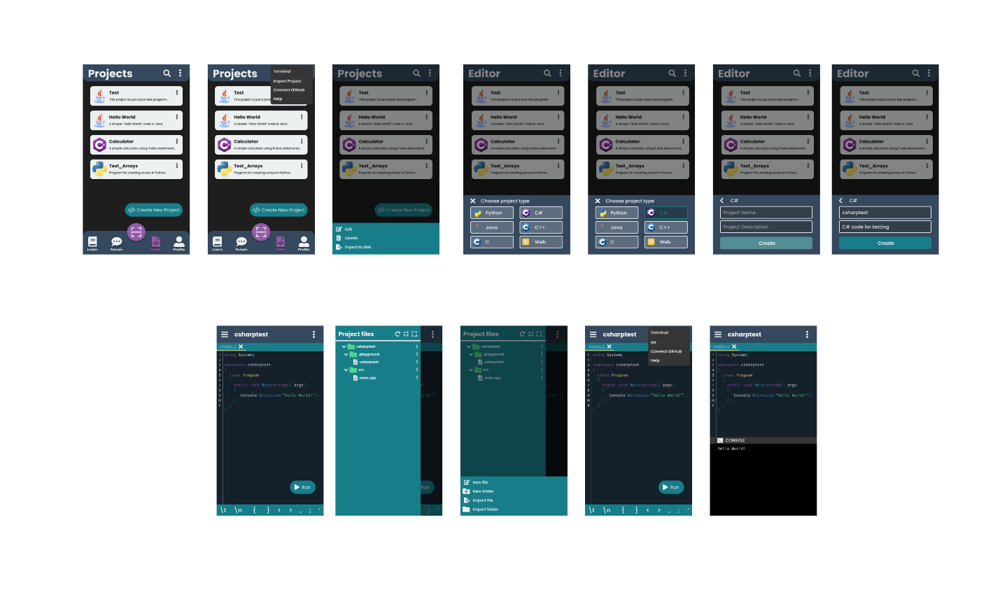 Projects
Test
This project is just a java test program.
Hello World
A simple "Hello World" code in Java.
Calculator
A simple calculator using if else statements.
Test_Arrays
Program for creating arrays in Python.
Create New Project
Learn
Forum
Code
Profile
Projects
Terminal
Import Project
Connect GitHub
Help
Test
This project is just a java
Hello World
A simple "Hello World" code in Java.
Calculator
A simple calculator using if else statements.
Test_Arrays
Program for creating arrays in Python.
Create New Project
Learn
Forum
Code
Profile
Projects
Test
This project is just a java test program.
Hello World
A simple "Hello World" code in Java.
Calculator
A simple calculator using if else statements.
Test_Arrays
Program for creating arrays in Python.
Create New Project
Edit
Delete
Export to disk
Editor
Test
This project is just a java test program.
Hello World
A simple "Hello World" code in Java.
Calculator
A simple calculator using if else statements.
Test_Arrays
Program for creating arrays in Python.
Choose project type
Python
C#
Java
C++
C
Web
Editor
Test
This project is just a java test program.
Hello World
A simple "Hello World" code in Java.
Calculator
A simple calculator using if else statements.
Test_Arrays
Program for creating arrays in Python.
Choose project type
Python
C#
Java
C++
C
Web
Editor
Test
This project is just a java test program.
Hello World
A simple "Hello World" code in Java.
Calculator
A simple calculator using if else statements.
Test_Arrays
Program for creating arrays in Python.
C#
Project Name
Project Description
Create
Editor
Test
This project is just a java test program.
Hello World
A simple "Hello World" code in Java.
Calculator
A simple calculator using if else statements.
Test_Arrays
Program for creating arrays in Python.
C#
csharptest
C# code for testing
Create
csharptest
main.c
1 using System;
2
3 namespace csharptest
4 {
5 class Program
6 {
7 static void Main(string[] args)
8 {
9 Console.WriteLine("Hello World!");
10 }
11 }
}
Run
\t \n { } < > , ; '
Project files
csharptest
.playground
csharptest
src
main.cpp
rld!");
Run
; '
Project files
csharptest
.playground
csharptest
src
main.cpp
New file
New folder
Import file
Import folder
csharptest
Terminal
Git
Connect GitHub
Help
main.c
1 using System;
2
3 namespace csharptest
4 {
5 class Program
6 {
7 static void Main(string[] args)
8 {
9 Console.WriteLine("Hello World!");
10 }
11 }
}
Run
\t \n { } < > , ; '
csharptest
main.c
1 using System;
2
3 namespace csharptest
4 {
5 class Program
6 {
7 static void Main(string[] args)
8 {
9 Console.WriteLine("Hello World!");
10 }
11 }
}
CONSOLE
Hello World!